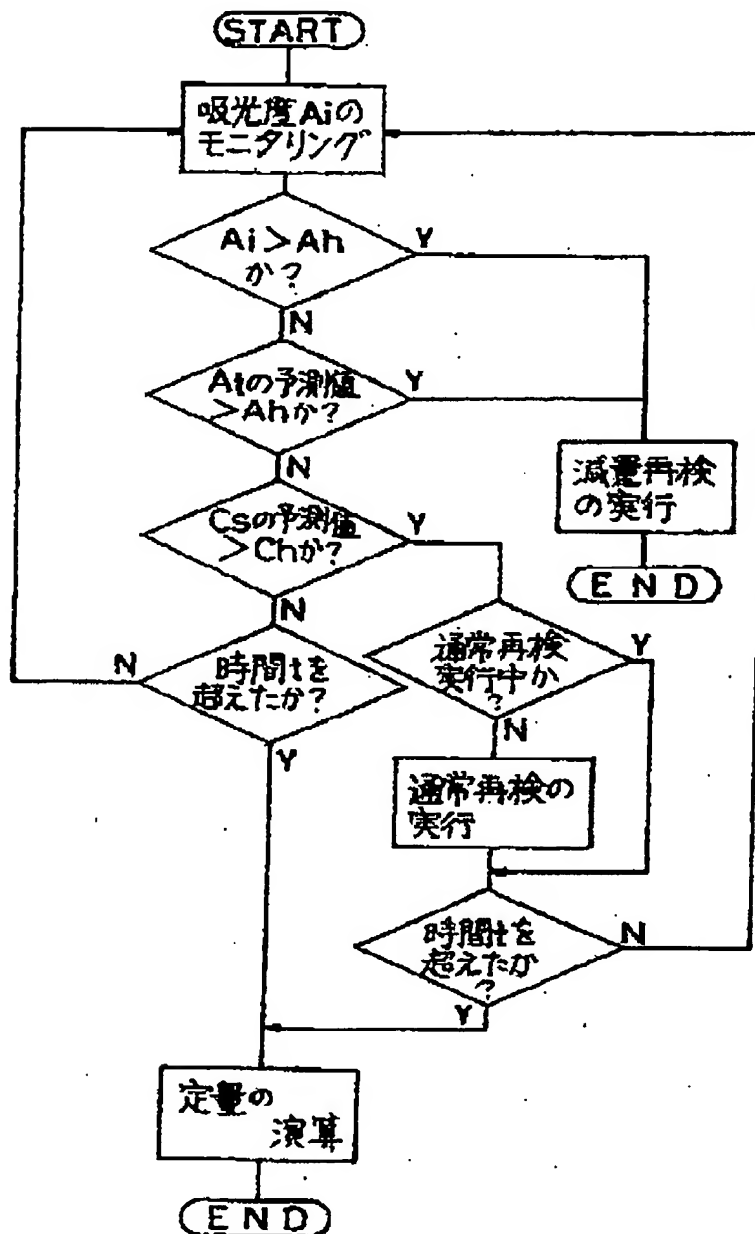 START
吸光度Aiの
モニタリング
Ai>Ah
か?
Y
N
Atの予測値
>Ahか?
Y
N
減量再検
の実行
END
Csの予測値
>Chか?
Y
N
通常再検
実行中か
?
Y
N
時間tを
超えたか?
N
Y
通常再検の
実行
時間tを
超えたか
?
N
Y
定量の
演算
END